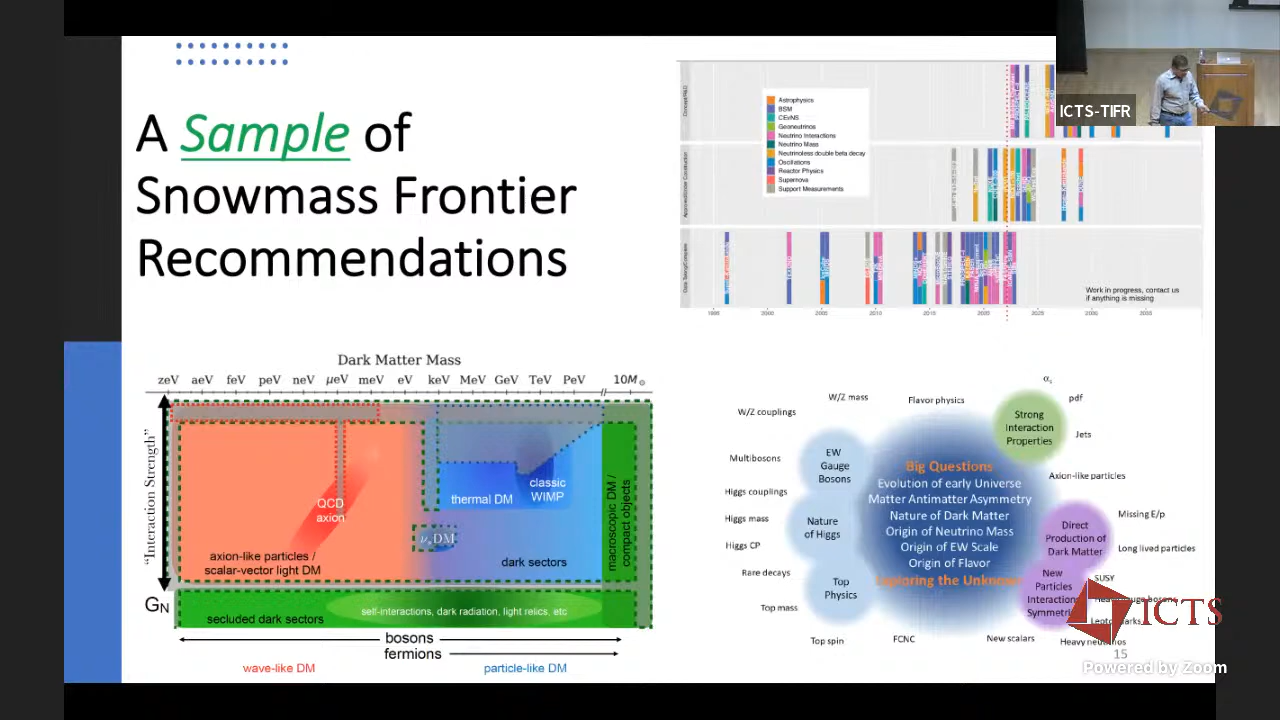 A Sample of
Snowmass Frontier
Recommendations
Astrophysics
BSM
CEvNS
Geoneutrinos
Neutrino Interactions
Neutrino Mass
Neutrinoless double beta decay
Oscillations
Reactor Physics
Supernova
Support Measurements
Work in progress, contact us
if anything is missing
2000 2005 2010 2015 2020 2025
ICTS-TIFR
Dark Matter Mass
zeV aeV feV peV neV μeV meV eV keV MeV GeV TeV PeV 10M⊙
"Interaction Strength"
GN
QCD
axion
axion-like particles /
scalar-vector light DM
thermal DM
classic
WIMP
νsDM
dark sectors
macroscopic DM /
compact objects
secluded dark sectors
self-interactions, dark radiation, light relics, etc
bosons
fermions
wave-like DM
particle-like DM
αs
W/Z mass
Flavor physics
pdf
W/Z couplings
Strong
Interaction
Properties
Jets
Multibosons
EW
Gauge
Bosons
Axion-like particles
Higgs couplings
Higgs mass
Higgs CP
Nature
of Higgs
Big Questions
Evolution of early Universe
Matter Antimatter Asymmetry
Nature of Dark Matter
Origin of Neutrino Mass
Origin of EW Scale
Origin of Flavor
Exploring the Unknown
Missing E/p
Direct
Production of
Dark Matter
Long lived particles
Rare decays
Top
Physics
Top mass
New
Particles
Interactions
SUSY
Top spin
FCNC
New scalars
ICTS
15
Powered by Zoom